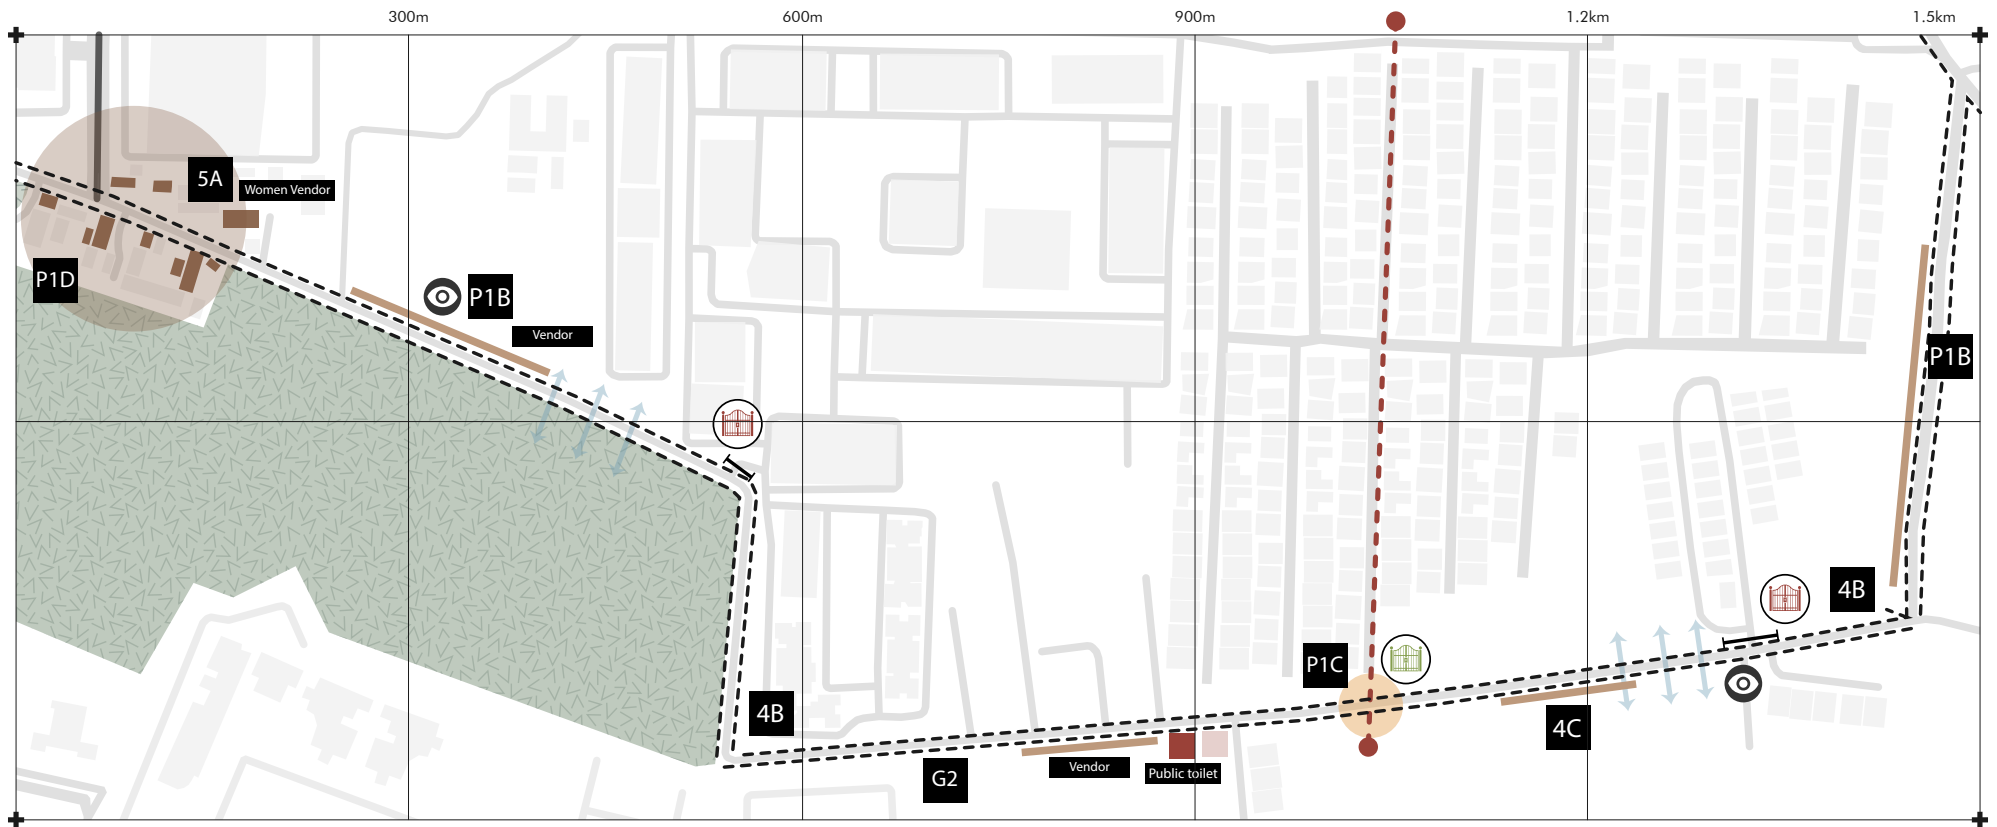 300m
600m
900m
1.2km
1.5km
5A
Women Vendor
P1D
P1B
Vendor
P1B
4B
P1C
4B
4C
G2
Vendor
Public toilet